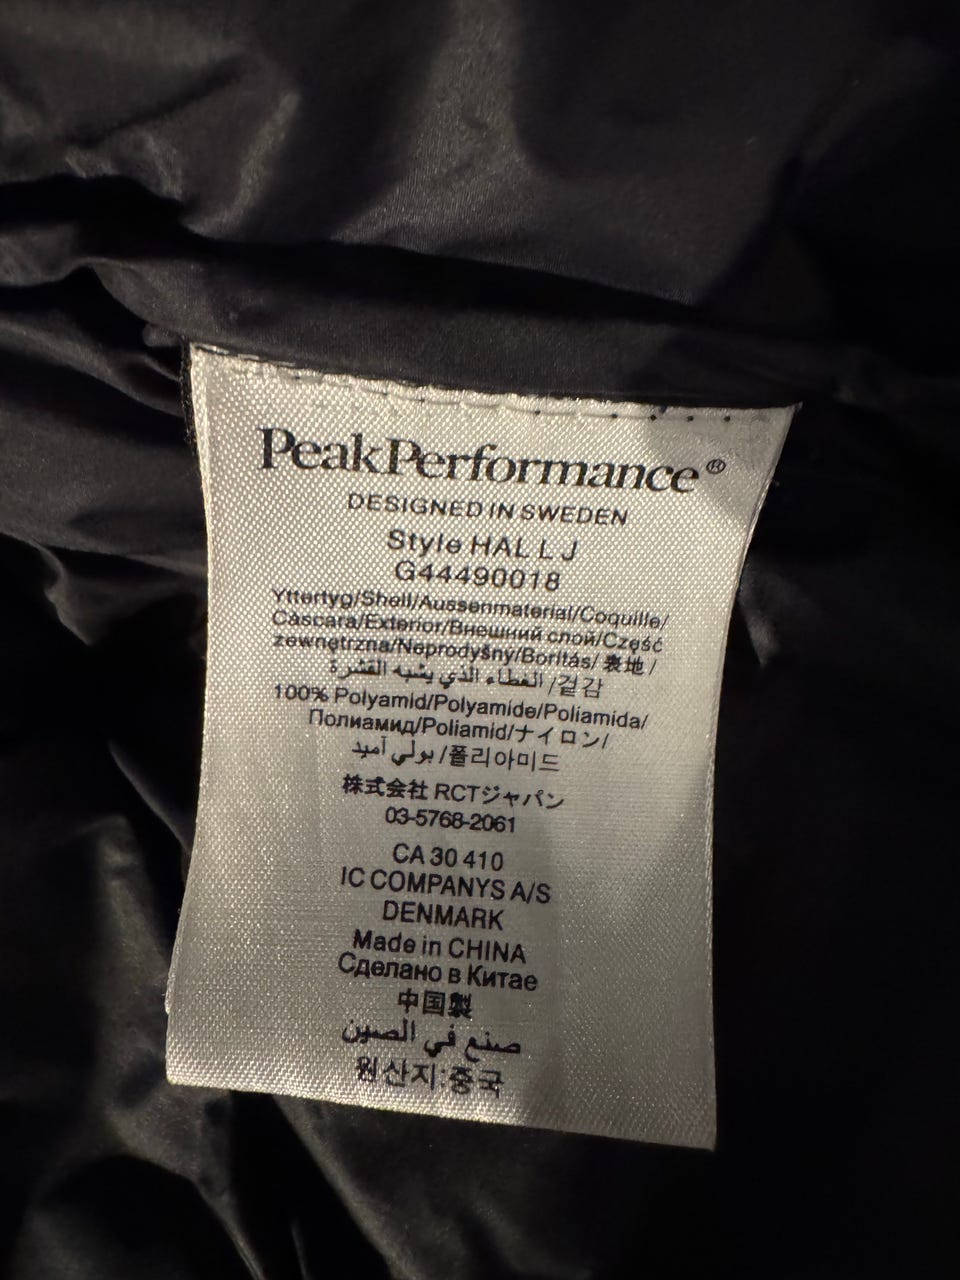 PeakPerformance®
DESIGNED IN SWEDEN
Style HAL L J
G44490018
Yttertyg/Shell/Aussenmaterial/Coquille/
Cáscara/Exterior/Внешний слой/Część
zewnętrzna/Neprodyšný/Borítás/ 表地 /
걸감/ الغطاء الذي يشبه القشرة
100% Polyamid/Polyamide/Poliamida/
Полиамид/Poliamid/ナイロン/
폴리아미드/ بولي أميد
株式会社 RCTジャパン
03-5768-2061
CA 30 410
IC COMPANYS A/S
DENMARK
Made in CHINA
Сделано в Китае
中国製
صنع في الصين
원산지:중국